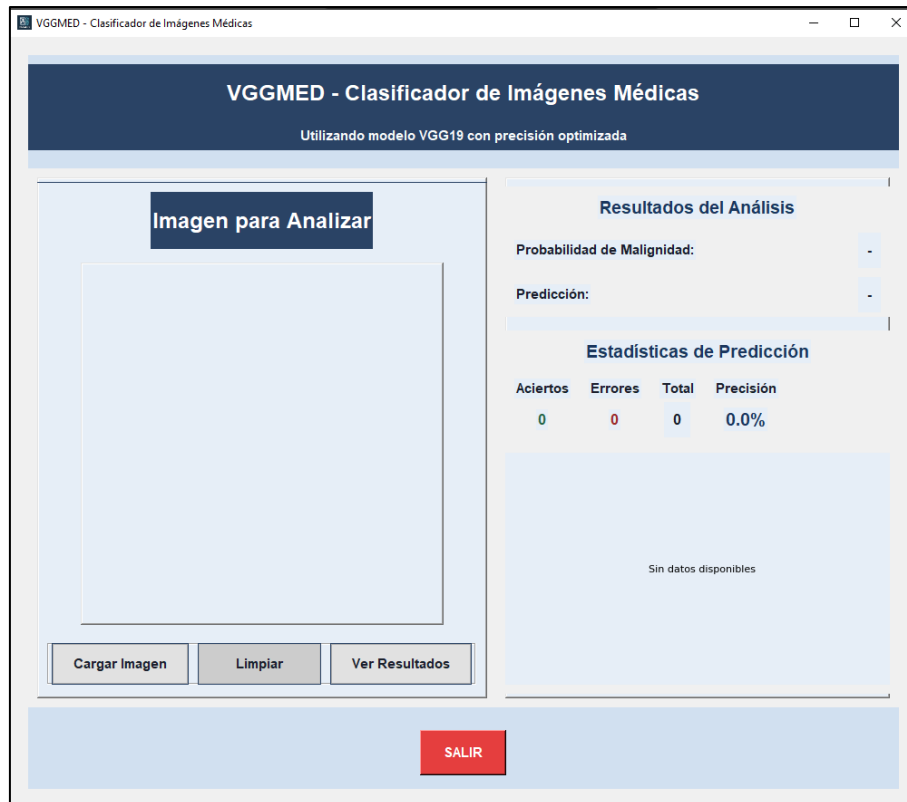 VGGMED - Clasificador de Imágenes Médicas
VGGMED - Clasificador de Imágenes Médicas
Utilizando modelo VGG19 con precisión optimizada
Imagen para Analizar
Cargar Imagen Limpiar Ver Resultados
Resultados del Análisis
Probabilidad de Malignidad: -
Predicción: -
Estadísticas de Predicción
Aciertos Errores Total Precisión
0 0 0 0.0%
Sin datos disponibles
SALIR